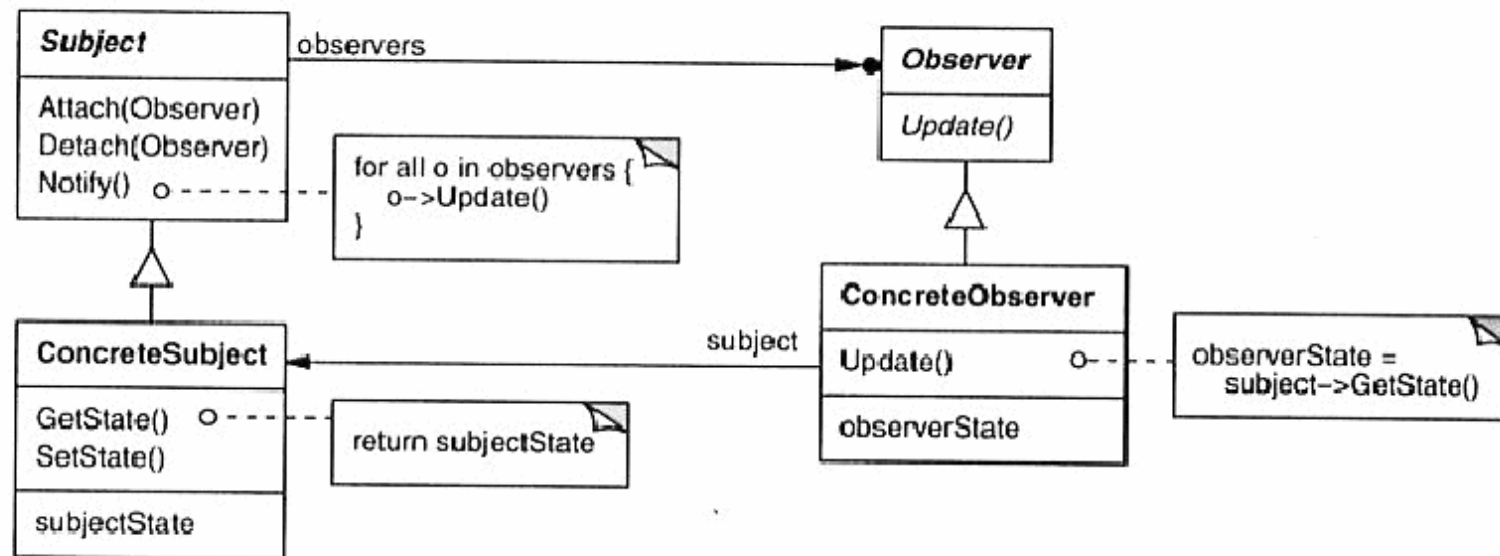 Subject
observers
Observer
Attach(Observer)
Detach(Observer)
Notify()
for all o in observers {
o->Update()
}
Update()
ConcreteSubject
GetState()
SetState()
subjectState
return subjectState
subject
ConcreteObserver
Update()
observerState
observerState =
subject->GetState()